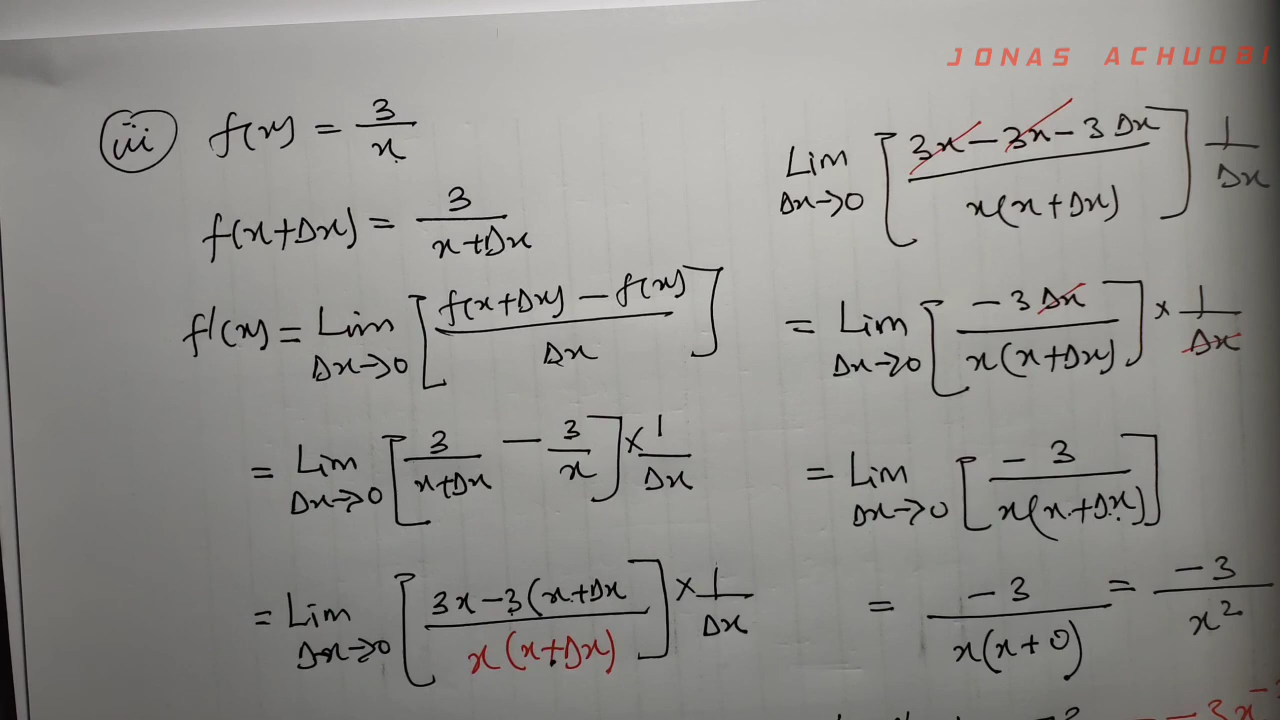 JONAS ACHUOBI
iii f(x) = 3/x
f(x+Δx) = 3/(x+Δx)
f'(x) = Lim Δx→0 [(f(x+Δx) - f(x))/Δx]
= Lim Δx→0 [3/(x+Δx) - 3/x] × 1/Δx
= Lim Δx→0 [(3x-3(x+Δx)/(x(x+Δx))] × 1/Δx
Lim Δx→0 [(3x-3x-3Δx)/(x(x+Δx))] 1/Δx
= Lim Δx→0 [-3Δx/(x(x+Δx))] × 1/Δx
= Lim Δx→0 [-3/(x(x+Δx))]
= -3/(x(x+0)) = -3/x²